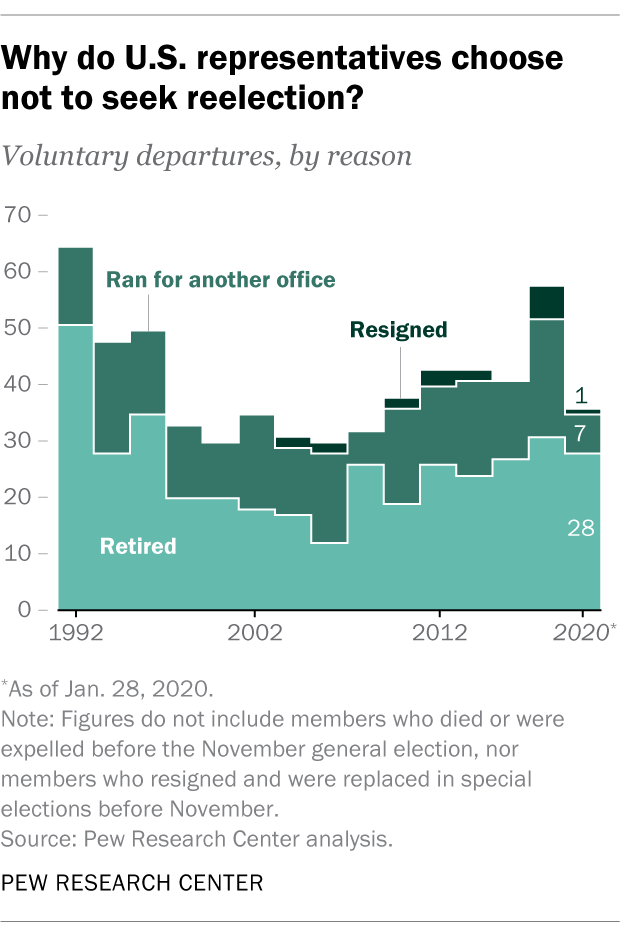 Why do U.S. representatives choose
not to seek reelection?
Voluntary departures, by reason
70
60
Ran for another office
50
Resigned
40
1
30
7
20
28
Retired
10
0
1992
2002
2012
2020*
*As of Jan. 28, 2020.
Note: Figures do not include members who died or were
expelled before the November general election, nor
members who resigned and were replaced in special
elections before November.
Source: Pew Research Center analysis.
PEW RESEARCH CENTER